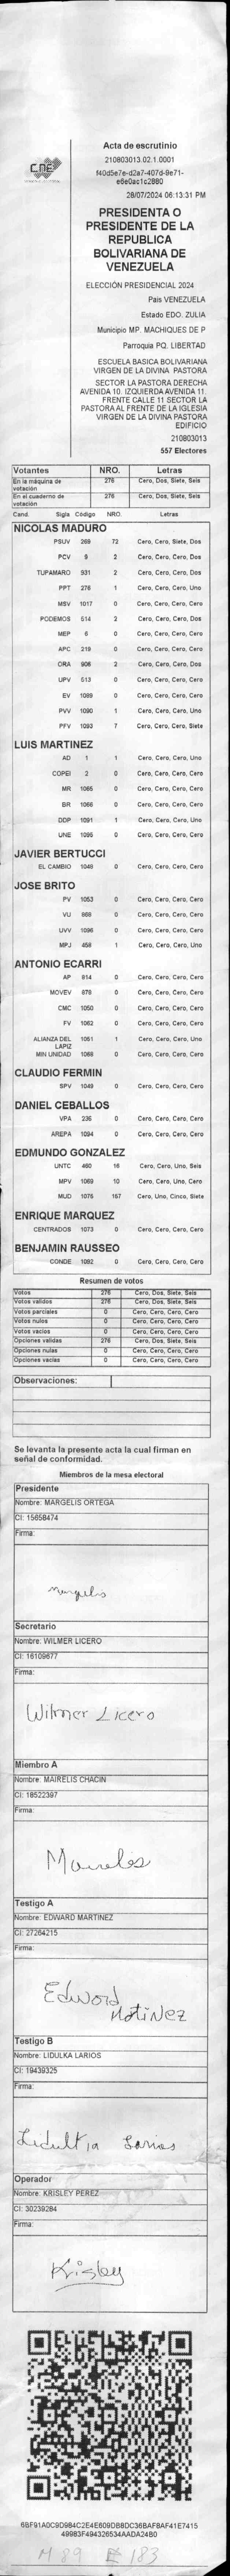 CNE
Acta de escrutinio
210803013.02.1.0001
f40d5e7e-d2a7-407d-9e71-
e6e0ac1c2880
28/07/2024 06:13:31 PM
PRESIDENTA O
PRESIDENTE DE LA
REPUBLICA
BOLIVARIANA DE
VENEZUELA
ELECCIÓN PRESIDENCIAL 2024
Pais VENEZUELA
Estado EDO. ZULIA
Municipio MP. MACHIQUES DE P
Parroquia PQ. LIBERTAD
ESCUELA BASICA BOLIVARIANA
VIRGEN DE LA DIVINA PASTORA
SECTOR LA PASTORA DERECHA
AVENIDA 10. IZQUIERDA AVENIDA 11.
FRENTE CALLE 11 SECTOR LA
PASTORA AL FRENTE DE LA IGLESIA
VIRGEN DE LA DIVINA PASTORA
EDIFICIO
210803013
557 Electores
Votantes NRO. Letras
En la máquina de votación 276 Cero, Dos, Siete, Seis
En el cuaderno de votación 276 Cero, Dos, Siete, Seis
Cand. Sigla Código NRO. Letras
NICOLAS MADURO
PSUV 269 72 Cero, Cero, Siete, Dos
PCV 9 2 Cero, Cero, Cero, Dos
TUPAMARO 931 2 Cero, Cero, Cero, Dos
PPT 276 1 Cero, Cero, Cero, Uno
MSV 1017 0 Cero, Cero, Cero, Cero
PODEMOS 514 2 Cero, Cero, Cero, Dos
MEP 6 0 Cero, Cero, Cero, Cero
APC 219 0 Cero, Cero, Cero, Cero
ORA 906 2 Cero, Cero, Cero, Dos
UPV 513 0 Cero, Cero, Cero, Cero
EV 1089 0 Cero, Cero, Cero, Cero
PVV 1090 1 Cero, Cero, Cero, Uno
PFV 1093 7 Cero, Cero, Cero, Siete
LUIS MARTINEZ
AD 1 1 Cero, Cero, Cero, Uno
COPEI 2 0 Cero, Cero, Cero, Cero
MR 1065 0 Cero, Cero, Cero, Cero
BR 1066 0 Cero, Cero, Cero, Cero
DDP 1091 1 Cero, Cero, Cero, Uno
UNE 1095 0 Cero, Cero, Cero, Cero
JAVIER BERTUCCI
EL CAMBIO 1048 0 Cero, Cero, Cero, Cero
JOSE BRITO
PV 1053 0 Cero, Cero, Cero, Cero
VU 868 0 Cero, Cero, Cero, Cero
UVV 1096 0 Cero, Cero, Cero, Cero
MPJ 458 1 Cero, Cero, Cero, Uno
ANTONIO ECARRI
AP 814 0 Cero, Cero, Cero, Cero
MOVEV 878 0 Cero, Cero, Cero, Cero
CMC 1050 0 Cero, Cero, Cero, Cero
FV 1062 0 Cero, Cero, Cero, Cero
ALIANZA DEL LAPIZ 1051 1 Cero, Cero, Cero, Uno
MIN UNIDAD 1068 0 Cero, Cero, Cero, Cero
CLAUDIO FERMIN
SPV 1049 0 Cero, Cero, Cero, Cero
DANIEL CEBALLOS
VPA 235 0 Cero, Cero, Cero, Cero
AREPA 1094 0 Cero, Cero, Cero, Cero
EDMUNDO GONZALEZ
UNTC 460 16 Cero, Cero, Uno, Seis
MPV 1069 10 Cero, Cero, Uno, Cero
MUD 1075 157 Cero, Uno, Cinco, Siete
ENRIQUE MARQUEZ
CENTRADOS 1073 0 Cero, Cero, Cero, Cero
BENJAMIN RAUSSEO
CONDE 1092 0 Cero, Cero, Cero, Cero
Resumen de votos
Votos 276 Cero, Dos, Siete, Seis
Votos validos 276 Cero, Dos, Siete, Seis
Votos parciales 0 Cero, Cero, Cero, Cero
Votos nulos 0 Cero, Cero, Cero, Cero
Votos vacios 0 Cero, Cero, Cero, Cero
Opciones validas 276 Cero, Dos, Siete, Seis
Opciones nulas 0 Cero, Cero, Cero, Cero
Opciones vacias 0 Cero, Cero, Cero, Cero
Observaciones:
Se levanta la presente acta la cual firman en
señal de conformidad.
Miembros de la mesa electoral
Presidente
Nombre: MARGELIS ORTEGA
CI: 15658474
Firma:
Margelis
Secretario
Nombre: WILMER LICERO
CI: 16109677
Firma:
Wilmer Licero
Miembro A
Nombre: MAIRELIS CHACIN
CI: 18522397
Firma:
Testigo A
Nombre: EDWARD MARTINEZ
CI: 27264215
Firma:
Edword
MatiNez
Testigo B
Nombre: LIDULKA LARIOS
CI: 19439325
Firma:
Larios
Operador
Nombre: KRISLEY PEREZ
CI: 30239284
Firma:
Krisley
6BF91A0C9D984C2E4E609DB8DC36BAFBAF41E7415
49983F494326534AADA24B0
M 89 E 183